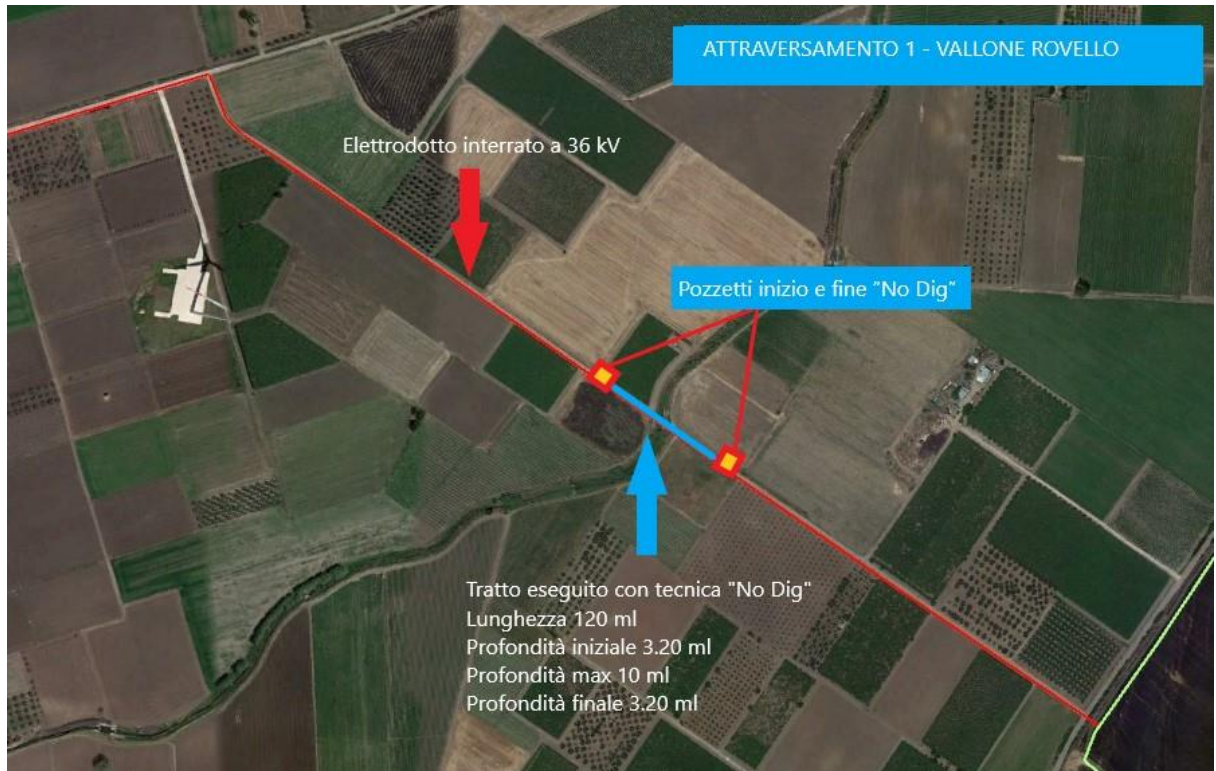 ATTRAVERSAMENTO 1 - VALLONE ROVELLO
Elettrodotto interrato a 36 kV
Pozzetti inizio e fine “No Dig”
Tratto eseguito con tecnica "No Dig"
Lunghezza 120 ml
Profondità iniziale 3.20 ml
Profondità max 10 ml
Profondità finale 3.20 ml